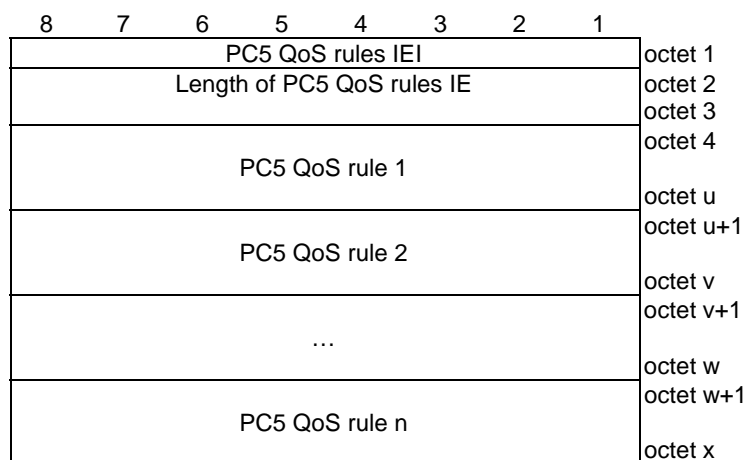 8 7 6 5 4 3 2 1
PC5 QoS rules IEI octet 1
Length of PC5 QoS rules IE octet 2
octet 3
octet 4
PC5 QoS rule 1
octet u
octet u+1
PC5 QoS rule 2
octet v
octet v+1
…
octet w
octet w+1
PC5 QoS rule n
octet x